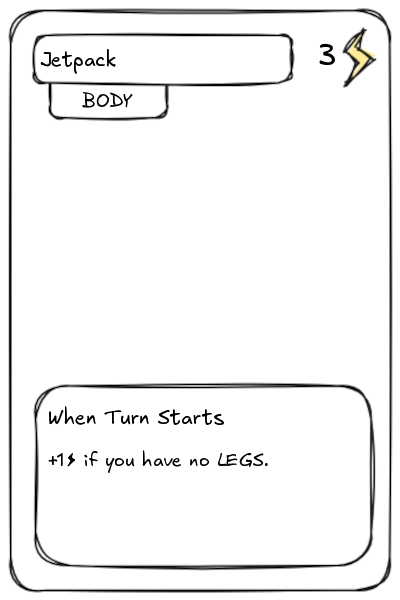 Jetpack
3⚡
BODY
When Turn Starts
+1⚡ if you have no LEGS.